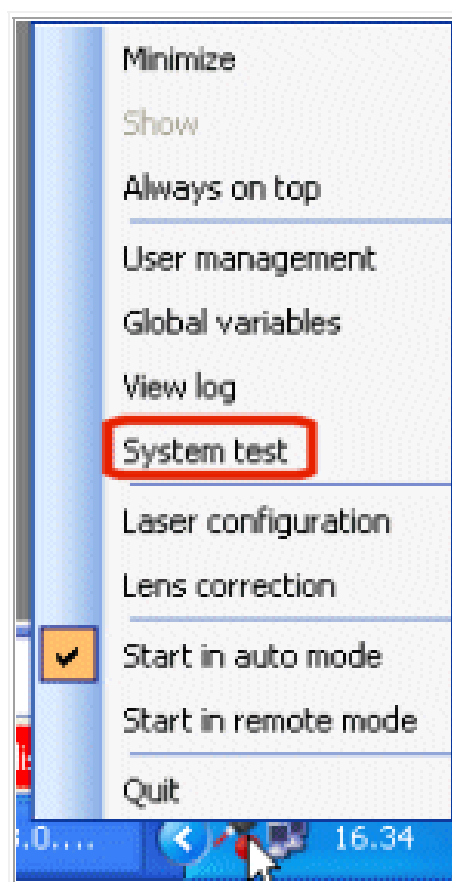 Minimize
Show
Always on top
User management
Global variables
View log
System test
Laser configuration
Lens correction
Start in auto mode
Start in remote mode
Quit
.0.... 16.34